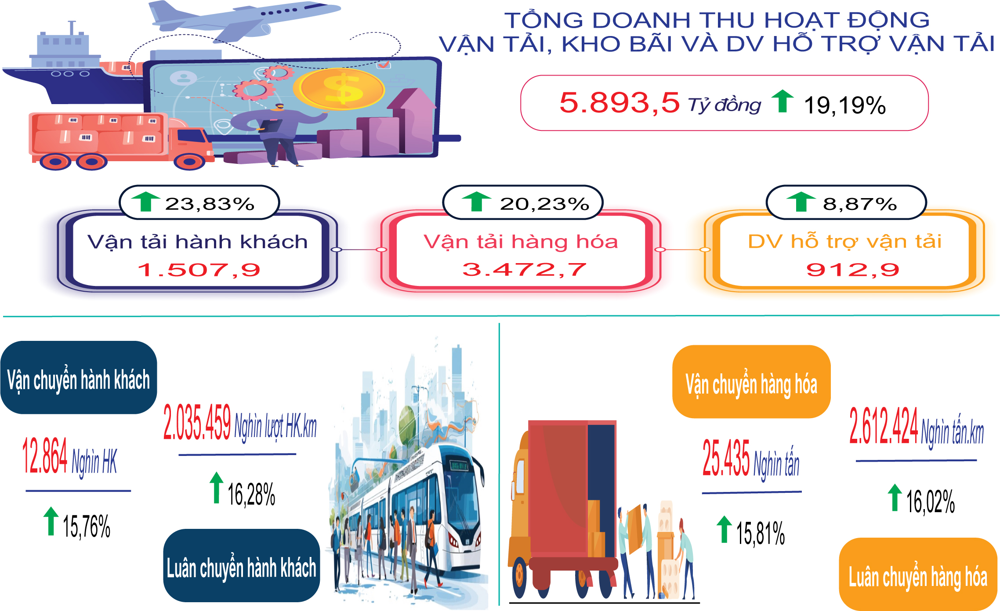 TỔNG DOANH THU HOẠT ĐỘNG
VẬN TẢI, KHO BÃI VÀ DV HỖ TRỢ VẬN TẢI
5.893,5 Tỷ đồng 19,19%
23,83%
Vận tải hành khách
1.507,9
20,23%
Vận tải hàng hóa
3.472,7
8,87%
DV hỗ trợ vận tải
912,9
Vận chuyển hành khách
12.864 Nghìn HK
15,76%
2.035.459 Nghìn lượt HK.km
16,28%
Luân chuyển hành khách
Vận chuyển hàng hóa
25.435 Nghìn tấn
15,81%
2.612.424 Nghìn tấn.km
16,02%
Luân chuyển hàng hóa